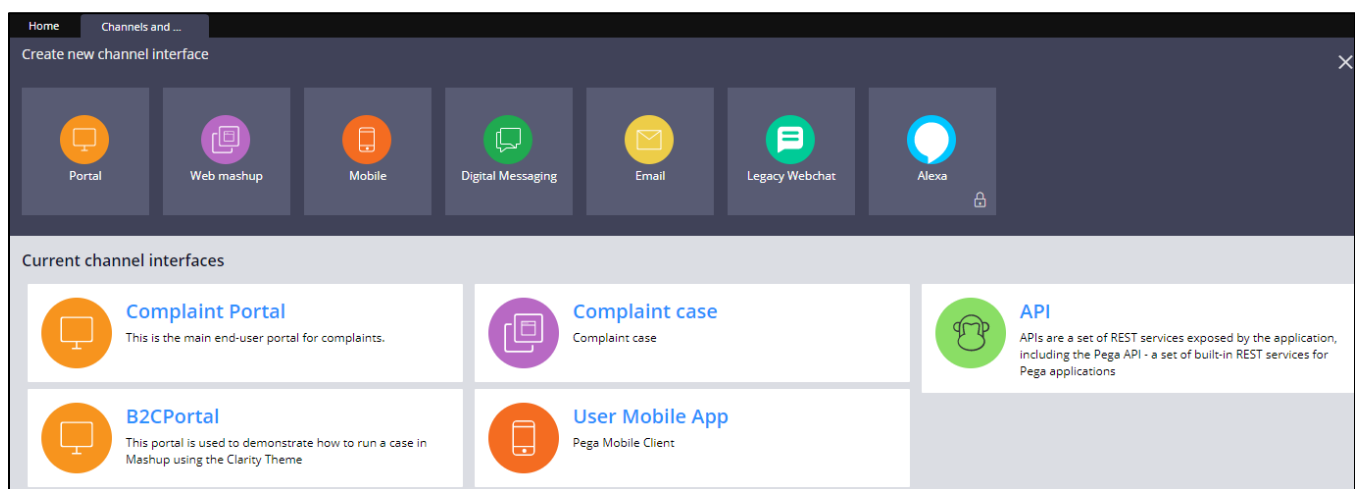 Home
Channels and ...
Create new channel interface
Portal
Web mashup
Mobile
Digital Messaging
Email
Legacy Webchat
Alexa
Current channel interfaces
Complaint Portal
This is the main end-user portal for complaints.
Complaint case
Complaint case
API
APIs are a set of REST services exposed by the application,
including the Pega API - a set of built-in REST services for
Pega applications
B2CPortal
This portal is used to demonstrate how to run a case in
Mashup using the Clarity Theme
User Mobile App
Pega Mobile Client